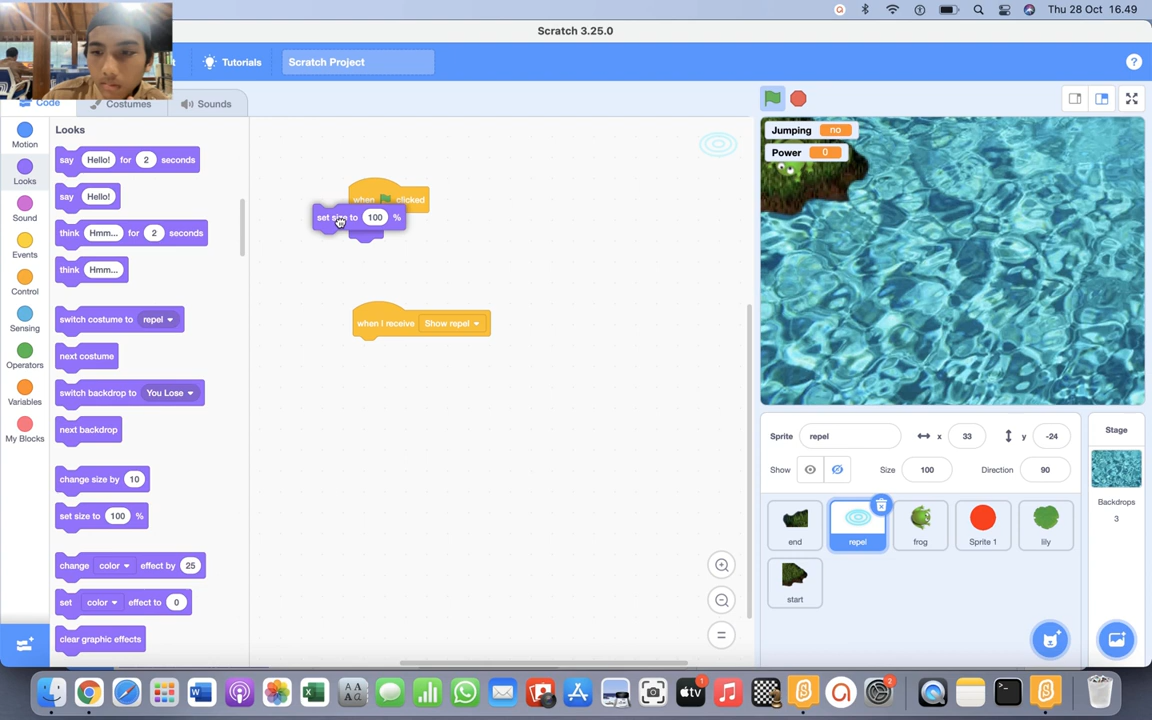 Thu 28 Oct 16.49
Scratch 3.25.0
Tutorials
Scratch Project
?
Code
Costumes
Sounds
Motion
Looks
Sound
Events
Control
Sensing
Operators
Variables
My Blocks
Looks
say Hello! for 2 seconds
say Hello!
think Hmm... for 2 seconds
think Hmm...
switch costume to repel
next costume
switch backdrop to You Lose
next backdrop
change size by 10
set size to 100 %
change color effect by 25
set color effect to 0
clear graphic effects
when clicked
set size to 100 %
when I receive Show repel
Jumping no
Power 0
Sprite repel x 33 y -24
Show Size 100 Direction 90
end
repel
frog
Sprite 1
lily
start
Stage
Backdrops
3
1
2